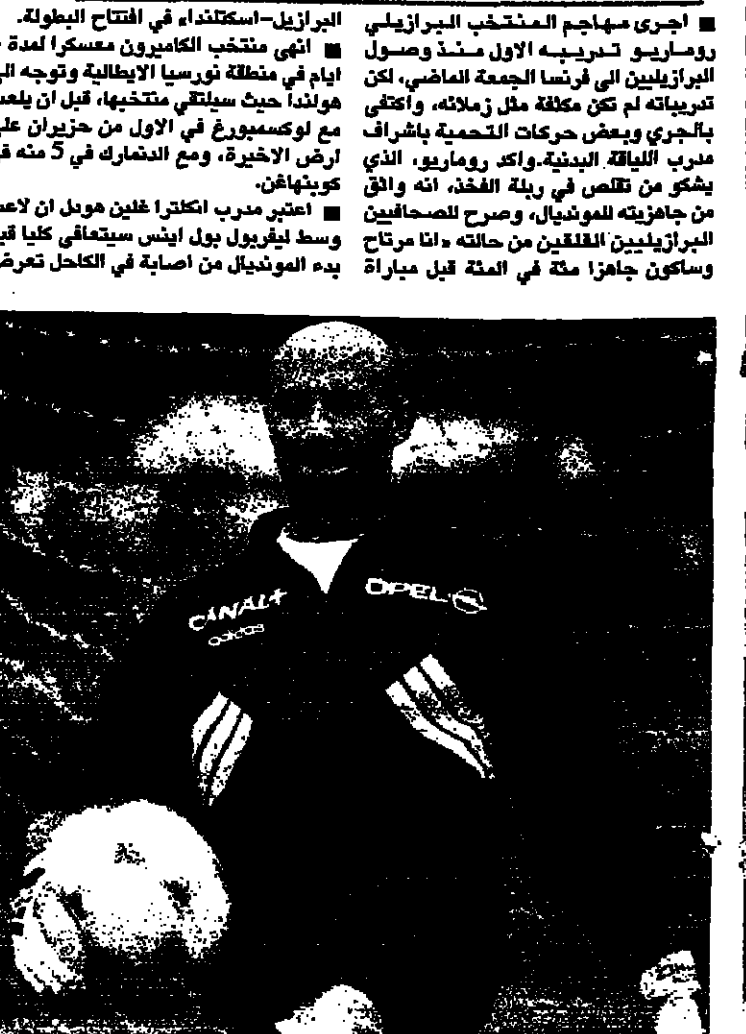 ■ اجرى مهاجم المنتخب البرازيلي
روماريو تدريبه الاول منذ وصول
البرازيليين الى فرنسا الجمعة الماضي، لكن
تدريباته لم تكن مكثفة مثل زملائه، واكتفى
بالجري وبعض حركات التحمية باشراف
مدرب اللياقة البدنية.واكد روماريو، الذي
يشكو من تقلص في ربلة الفخذ، انه واثق
من جاهزيته للمونديال، وصرح للصحافيين
البرازيليين القلقين من حالته «انا مرتاح
وساكون جاهزا مئة في المئة قبل مباراة
البرازيل-اسكتلندا» في افتتاح البطولة.
■ انهى منتخب الكاميرون معسكرا لمدة
ايام في منطقة نورسيا الايطالية وتوجه
هولندا حيث سيلتقي منتخبها، قبل ان
مع لوكسمبورغ في الاول من حزيران
ارض الاخيرة، ومع الدنمارك في 5 منه
كوبنهاغن.
■ اعتبر مدرب انكلترا غلين هودل ان
وسط ليفربول بول اينس سيتعافى كليا
بدء المونديال من اصابة في الكاحل تعرض
CANAL+
adidas
OPEL